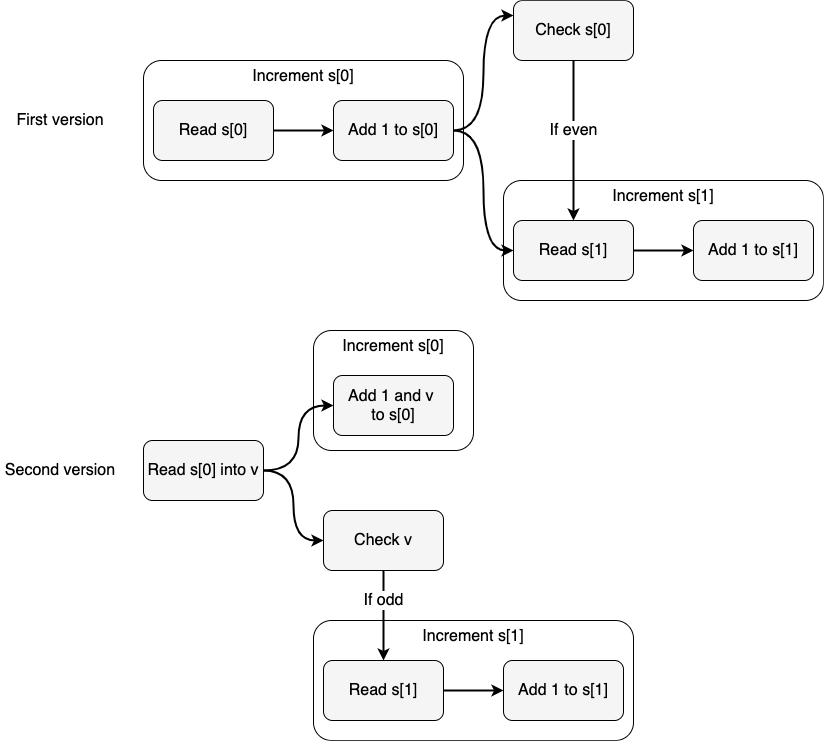 Check s[0]
Increment s[0]
First version
Read s[0]
Add 1 to s[0]
If even
Increment s[1]
Read s[1]
Add 1 to s[1]
Increment s[0]
Add 1 and v
to s[0]
Second version
Read s[0] into v
Check v
If odd
Increment s[1]
Read s[1]
Add 1 to s[1]